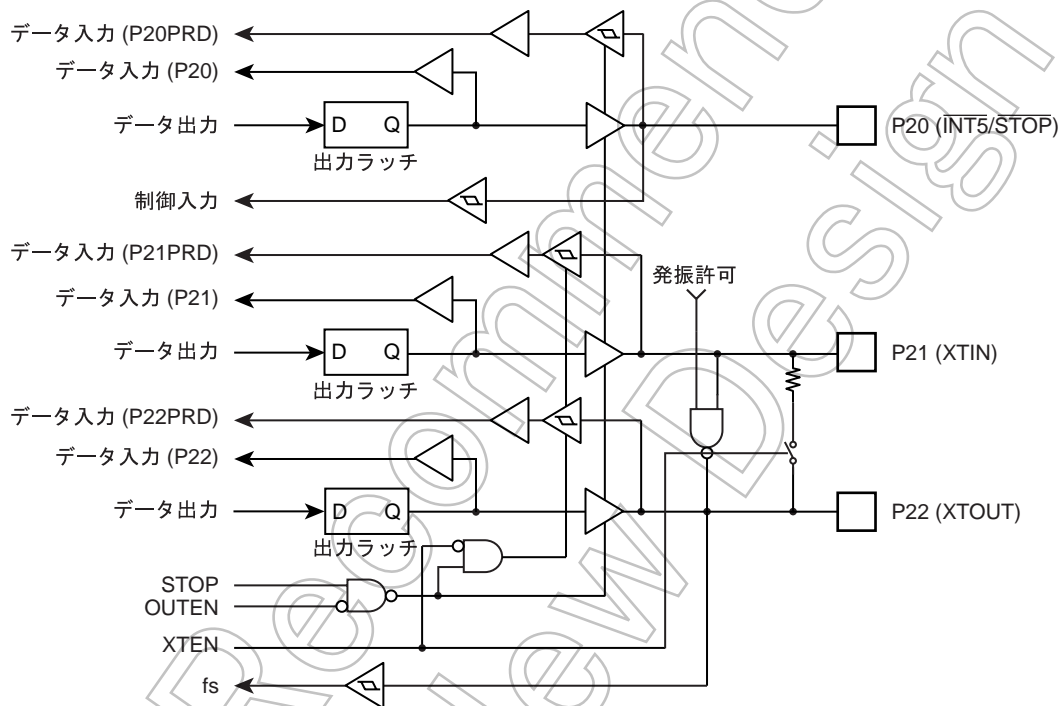 データ入力 (P20PRD)
データ入力 (P20)
データ出力
D Q
出力ラッチ
P20 (INT5/STOP)
制御入力
データ入力 (P21PRD)
発振許可
データ入力 (P21)
データ出力
D Q
出力ラッチ
P21 (XTIN)
データ入力 (P22PRD)
データ入力 (P22)
データ出力
D Q
出力ラッチ
P22 (XTOUT)
STOP
OUTEN
XTEN
fs
Recommen
ew Design